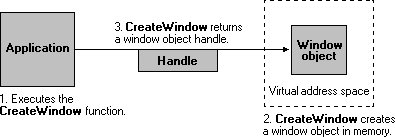 3. CreateWindow returns
a window object handle.
Application
Handle
Window
object
Virtual address space
1. Executes the
CreateWindow function.
2. CreateWindow creates
a window object in memory.